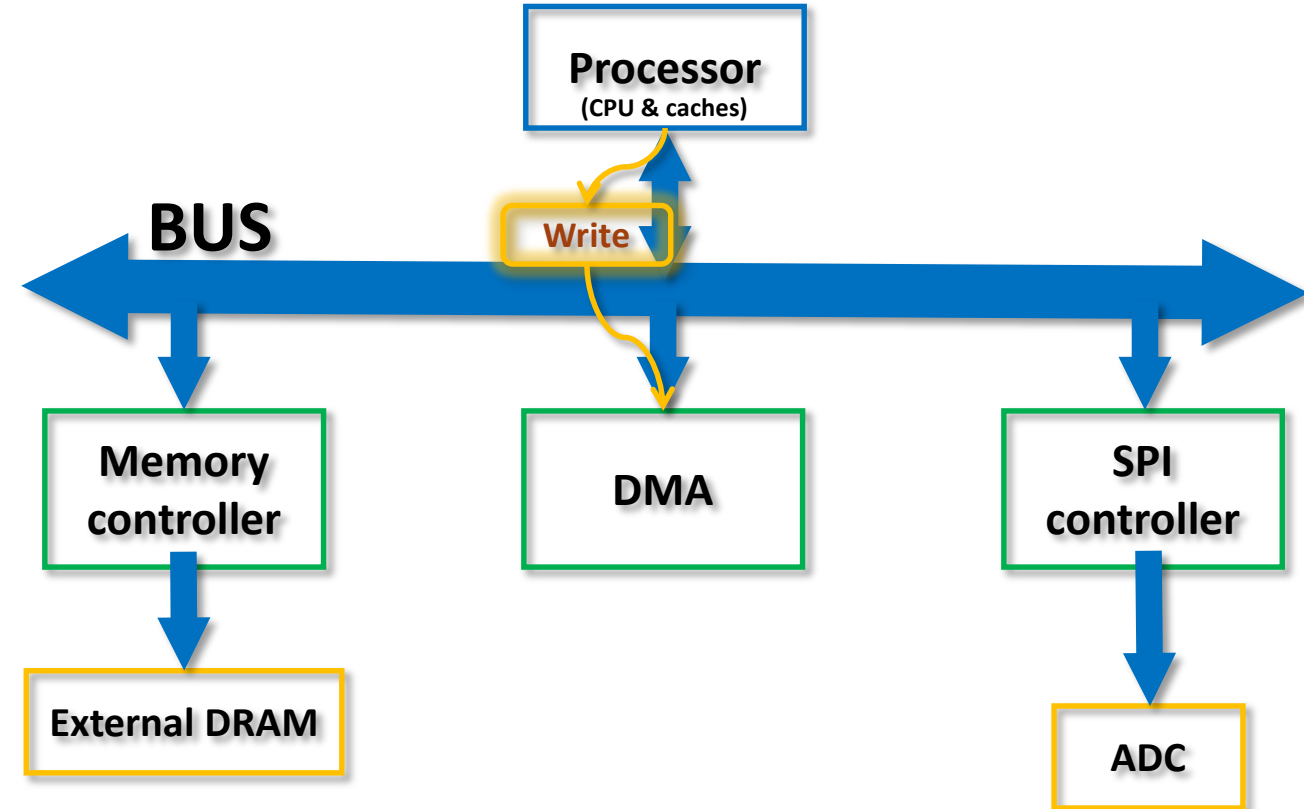 Processor
(CPU & caches)
BUS
Write
Memory
controller
DMA
SPI
controller
External DRAM
ADC